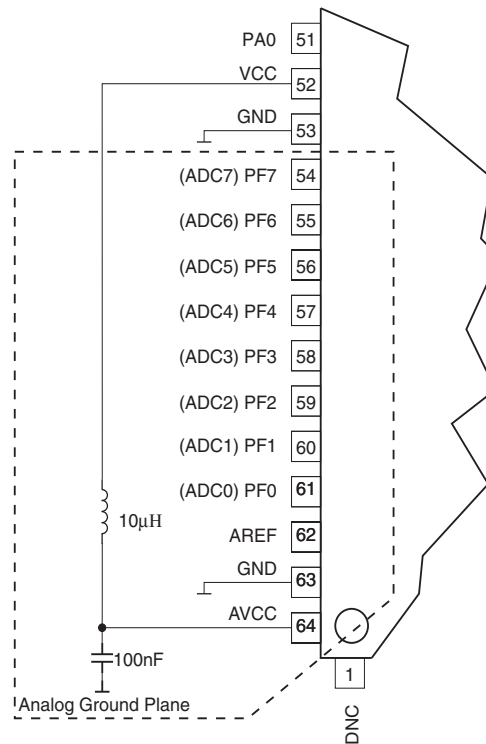 PA0 51
VCC 52
GND 53
(ADC7) PF7 54
(ADC6) PF6 55
(ADC5) PF5 56
(ADC4) PF4 57
(ADC3) PF3 58
(ADC2) PF2 59
(ADC1) PF1 60
(ADC0) PF0 61
10μH
AREF 62
GND 63
AVCC 64
100nF
1
Analog Ground Plane
DNC